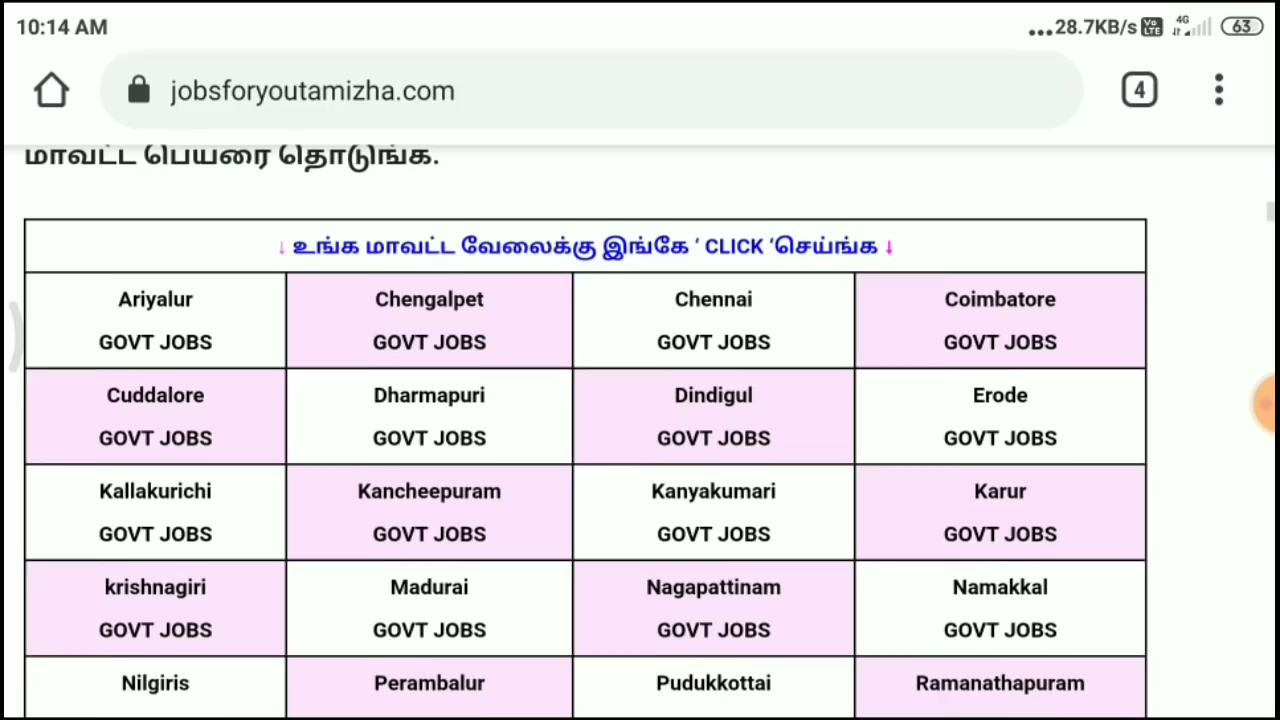 10:14 AM
...28.7KB/s Vo LTE 4G 63
jobsforyoutamizha.com
4
மாவட்ட பெயரை தொடுங்க.
↓ உங்க மாவட்ட வேலைக்கு இங்கே ‘ CLICK ‘செய்ங்க ↓
Ariyalur Chengalpet Chennai Coimbatore
GOVT JOBS GOVT JOBS GOVT JOBS GOVT JOBS
Cuddalore Dharmapuri Dindigul Erode
GOVT JOBS GOVT JOBS GOVT JOBS GOVT JOBS
Kallakurichi Kancheepuram Kanyakumari Karur
GOVT JOBS GOVT JOBS GOVT JOBS GOVT JOBS
krishnagiri Madurai Nagapattinam Namakkal
GOVT JOBS GOVT JOBS GOVT JOBS GOVT JOBS
Nilgiris Perambalur Pudukkottai Ramanathapuram